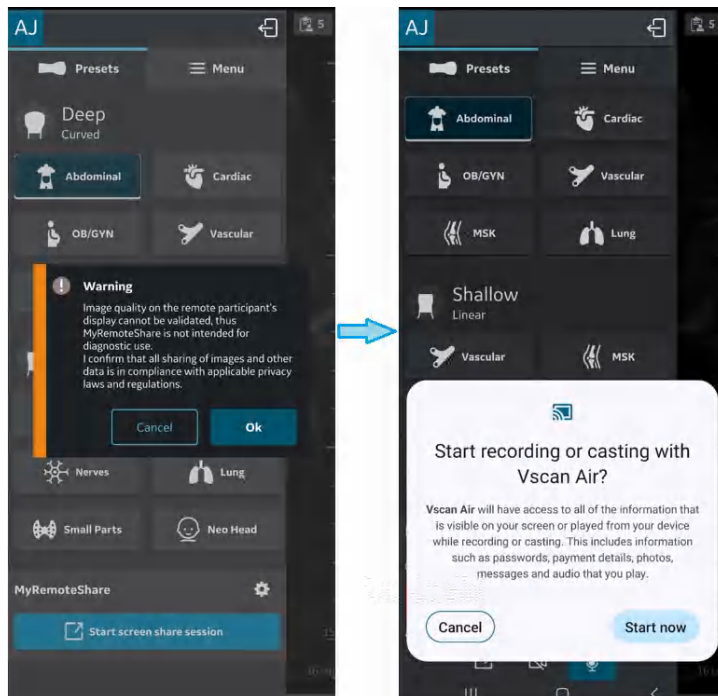 AJ
5
Presets
Menu
Deep
Curved
Abdominal
Cardiac
OB/GYN
Vascular
Warning
Image quality on the remote participant's
display cannot be validated, thus
MyRemoteShare is not intended for
diagnostic use.
I confirm that all sharing of images and other
data is in compliance with applicable privacy
laws and regulations.
Cancel
Ok
Nerves
Lung
Small Parts
Neo Head
MyRemoteShare
Start screen share session
15
AJ
5
Presets
Menu
Abdominal
Cardiac
OB/GYN
Vascular
MSK
Lung
Shallow
Linear
Vascular
MSK
Start recording or casting with
Vscan Air?
Vscan Air will have access to all of the information that
is visible on your screen or played from your device
while recording or casting. This includes information
such as passwords, payment details, photos,
messages and audio that you play.
Cancel
Start now